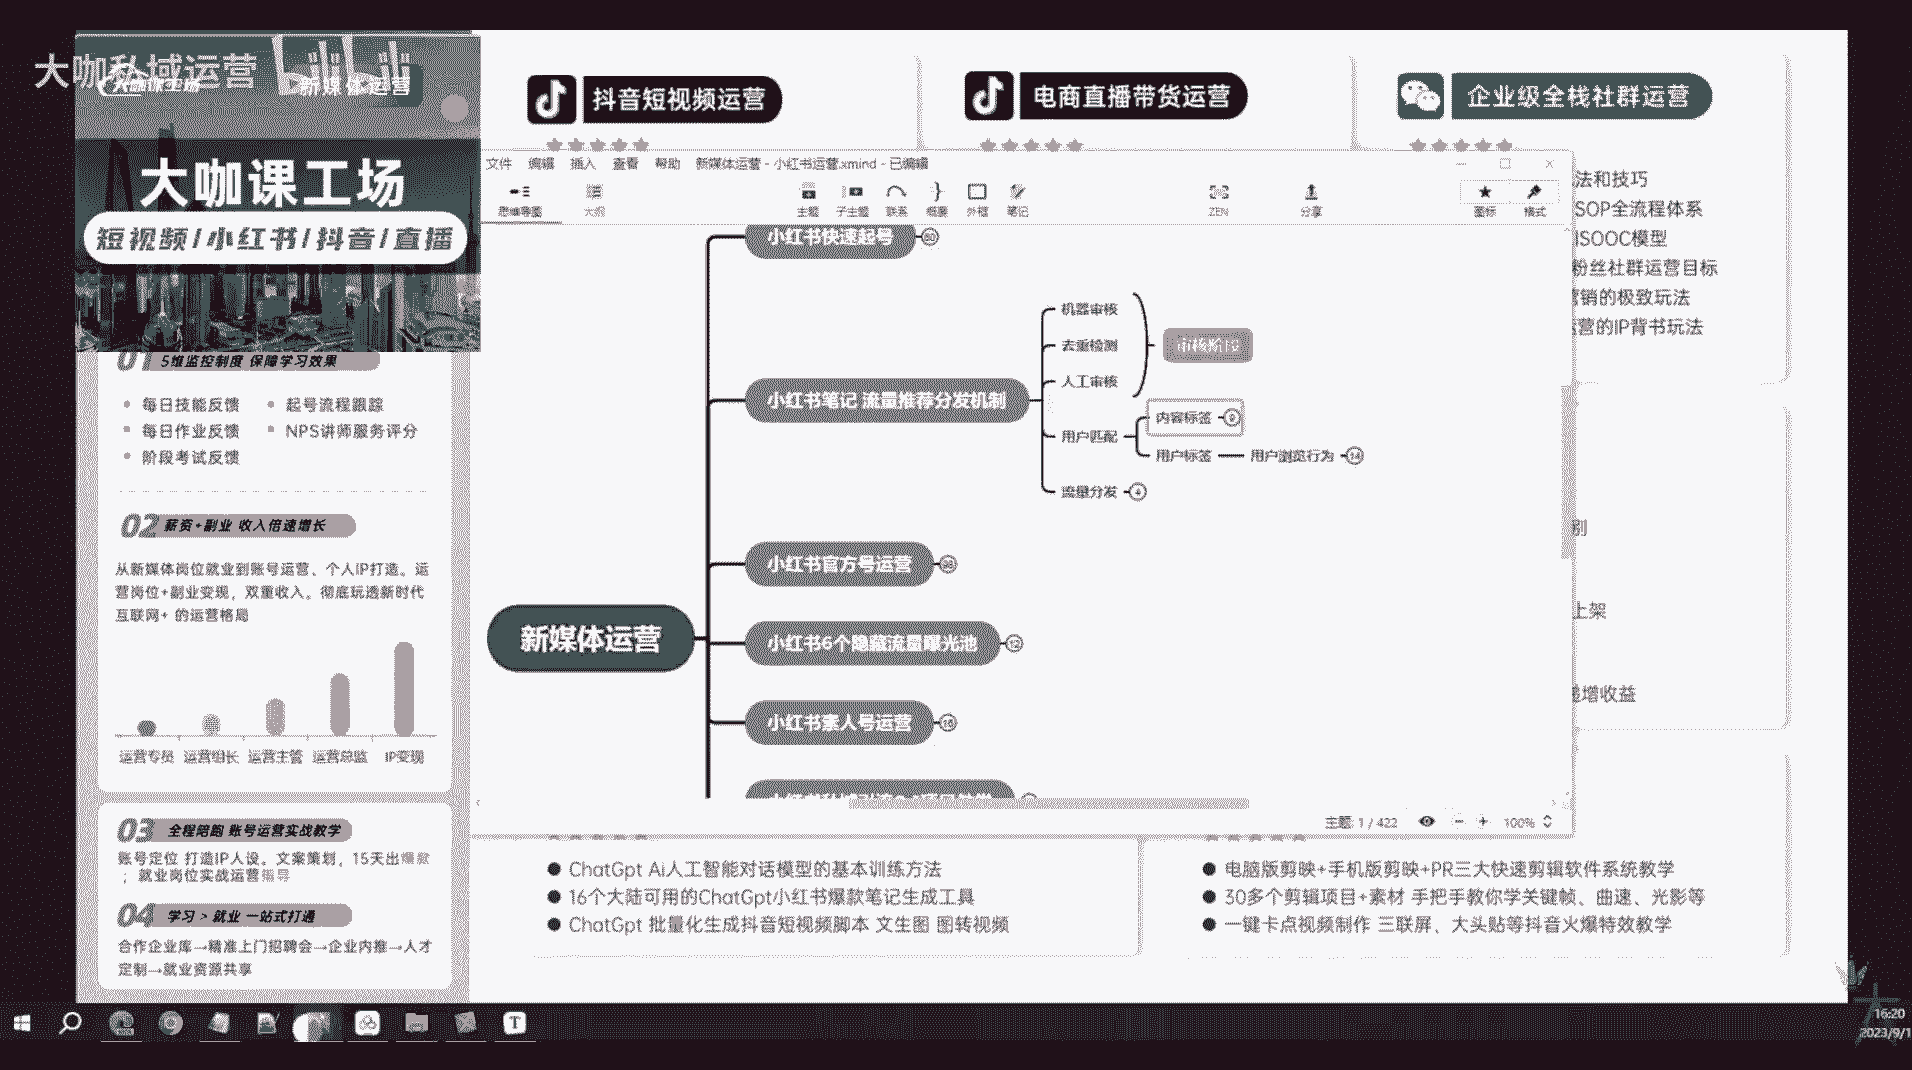 大咖私域运营
大咖课工场
新媒体运营
大咖课工场
短视频/小红书/抖音/直播
01 5维监控制度 保障学习效果
每日技能反馈
起号流程跟踪
每日作业反馈
NPS讲师服务评分
阶段考试反馈
02 薪资+副业 收入倍速增长
从新媒体岗位就业到账号运营、个人IP打造。运
营岗位+副业变现，双重收入。彻底玩透新时代
互联网+ 的运营格局
运营专员 运营组长 运营主管 运营总监 IP变现
03 全程陪跑 账号运营实战教学
账号定位 打造IP人设。文案策划，15天出爆款
；就业岗位实战运营指导
04 学习 > 就业 一站式打通
合作企业库→精准上门招聘会→企业内推→人才
定制→就业资源共享
抖音短视频运营
电商直播带货运营
企业级全栈社群运营
文件 编辑 插入 查看 帮助 新媒体运营 - 小红书运营.xmind - 已编辑
思维导图 大纲 主题 子主题 联系 概要 外框 笔记 ZEN 分享 图标 格式
小红书快速起号
机器审核
去重检测
审核阶段
人工审核
小红书笔记 流量推荐分发机制
内容标签 9
用户匹配
用户标签 用户浏览行为 14
流量分发 4
小红书官方号运营
新媒体运营
小红书6个隐藏流量曝光池 12
小红书素人号运营 16
主题: 1 / 422
100%
法和技巧
SOP全流程体系
ISOOC模型
粉丝社群运营目标
营销的极致玩法
运营的IP背书玩法
别
上架
递增收益
ChatGpt Ai人工智能对话模型的基本训练方法
16个大陆可用的ChatGpt小红书爆款笔记生成工具
ChatGpt 批量化生成抖音短视频脚本 文生图 图转视频
电脑版剪映+手机版剪映+PR三大快速剪辑软件系统教学
30多个剪辑项目+素材 手把手教你学关键帧、曲速、光影等
一键卡点视频制作 三联屏、大头贴等抖音火爆特效教学
16:20
2023/9/1